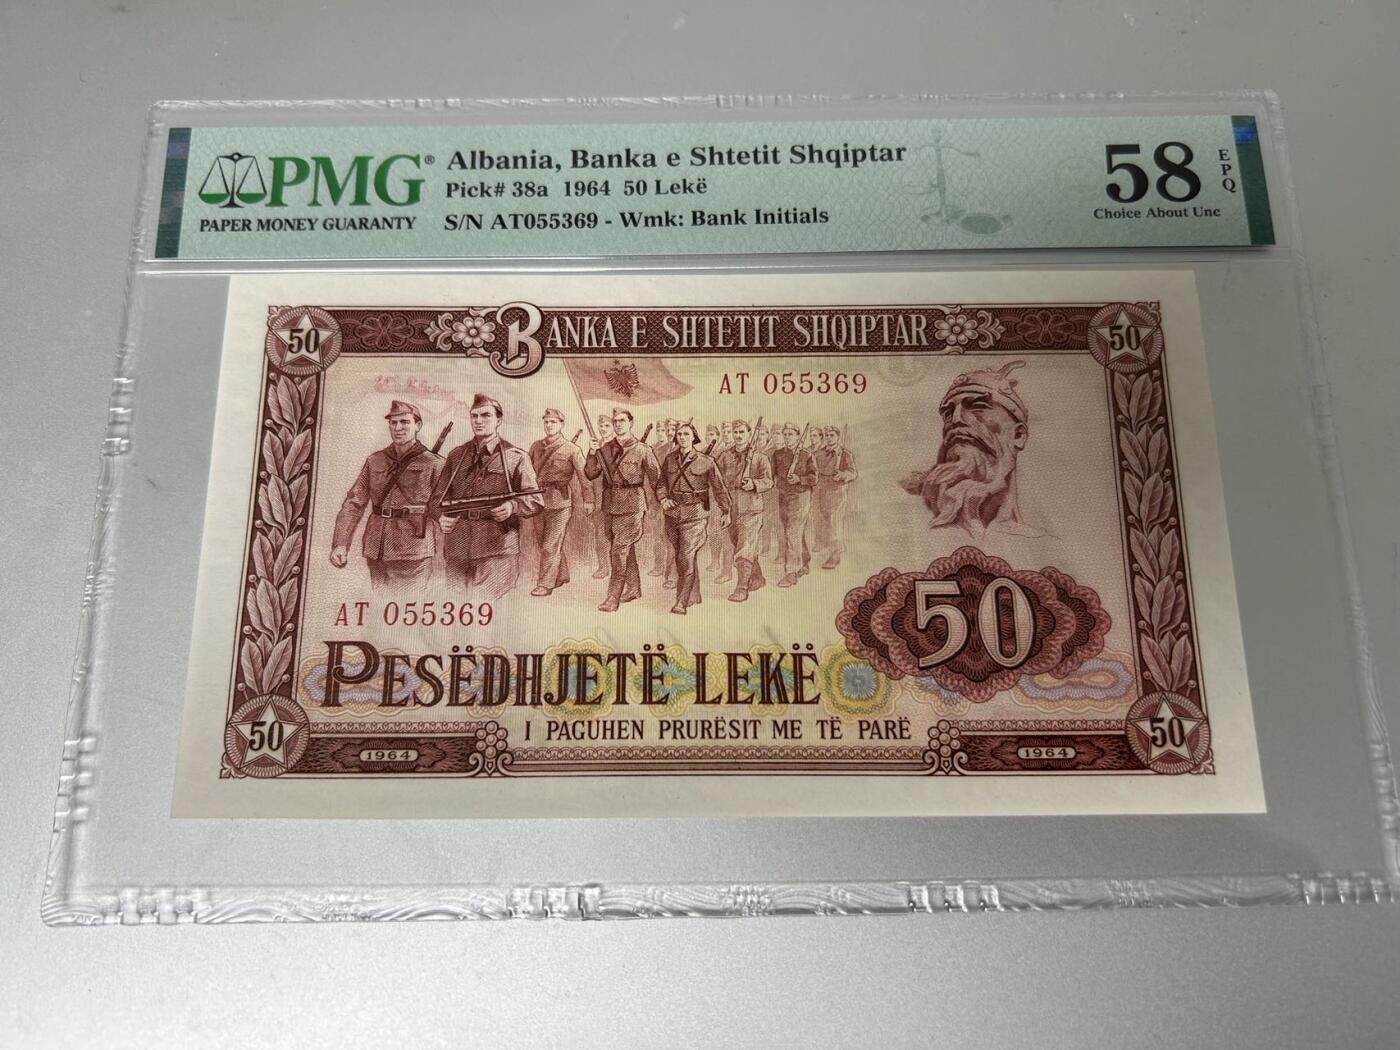 PMG®
PAPER MONEY GUARANTY
Albania, Banka e Shtetit Shqiptar
Pick# 38a 1964 50 Lekë
S/N AT055369 - Wmk: Bank Initials
58
EPQ
Choice About Unc
50 BANKA E SHTETIT SHQIPTAR 50
AT 055369
AT 055369
50
PESËDHJETË LEKË
50 I PAGUHEN PRURËSIT ME TË PARË 50
1964 1964